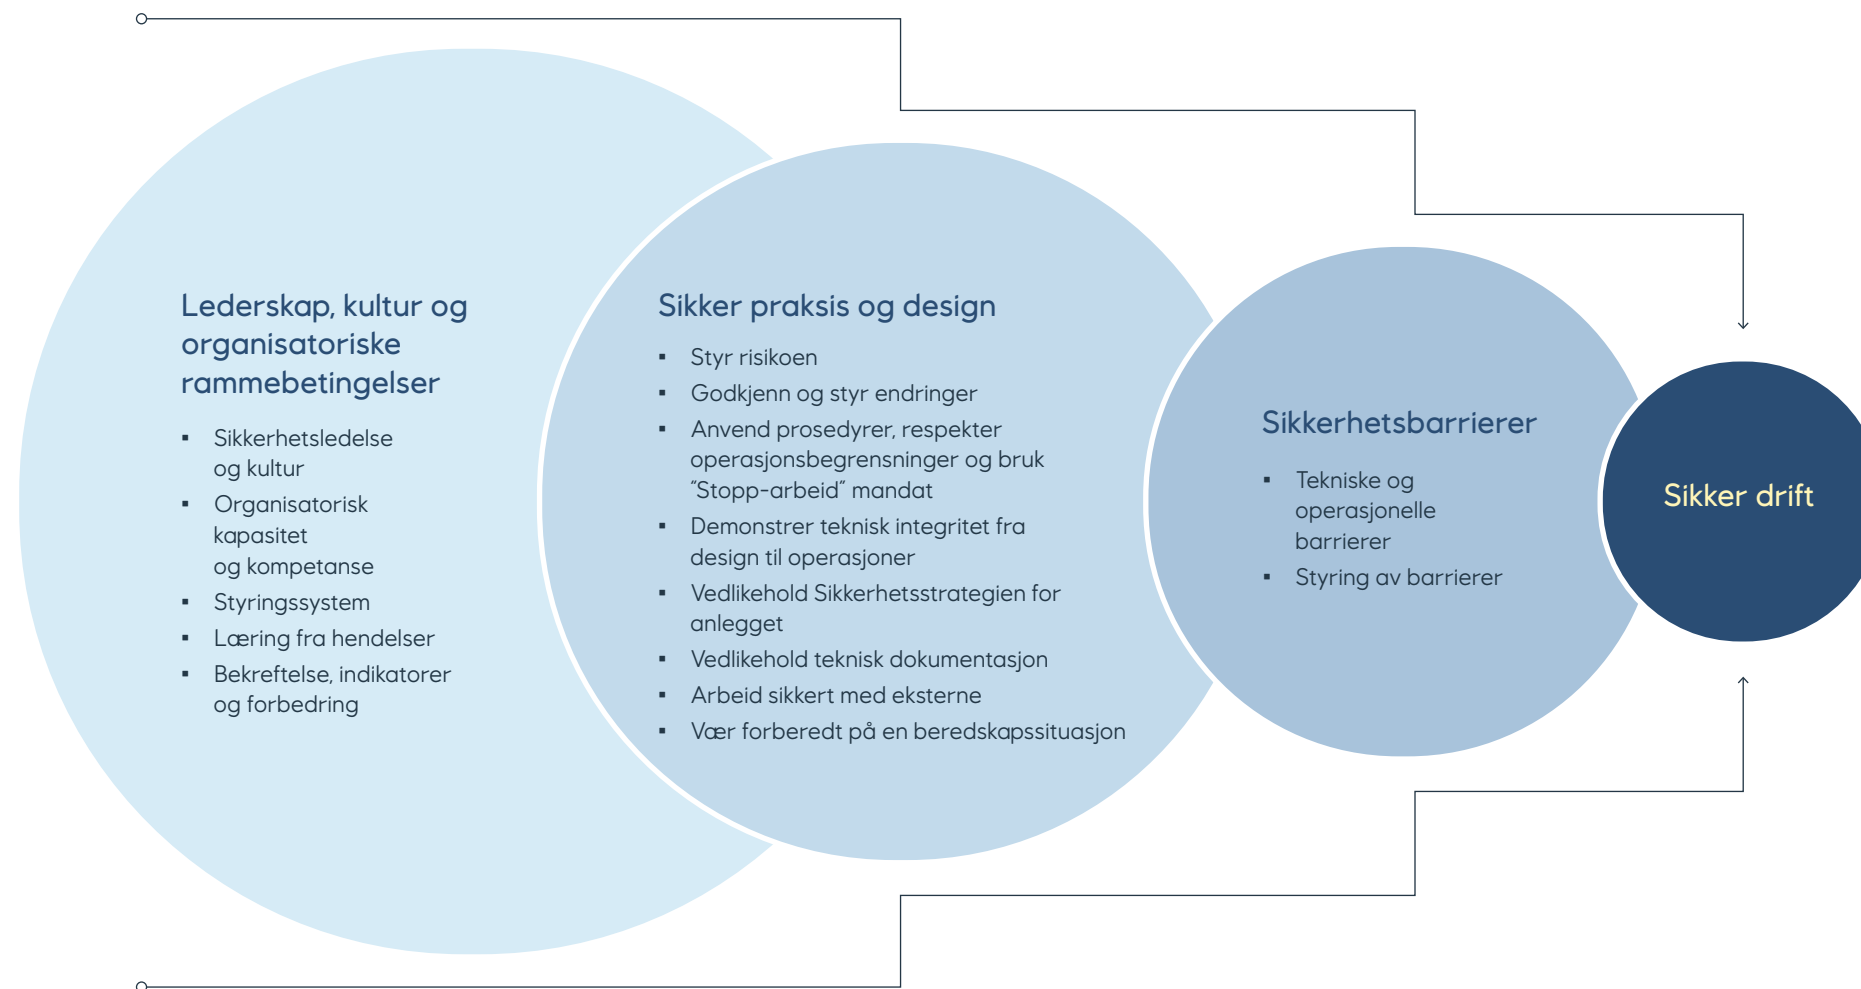 Lederskap, kultur og
organisatoriske
rammebetingelser
▪ Sikkerhetsledelse
og kultur
▪ Organisatorisk
kapasitet
og kompetanse
▪ Styringssystem
▪ Læring fra hendelser
▪ Bekreftelse, indikatorer
og forbedring
Sikker praksis og design
▪ Styr risikoen
▪ Godkjenn og styr endringer
▪ Anvend prosedyrer, respekter
operasjonsbegrensninger og bruk
“Stopp-arbeid” mandat
▪ Demonstrer teknisk integritet fra
design til operasjoner
▪ Vedlikehold Sikkerhetsstrategien for
anlegget
▪ Vedlikehold teknisk dokumentasjon
▪ Arbeid sikkert med eksterne
▪ Vær forberedt på en beredskapssituasjon
Sikkerhetsbarrierer
▪ Tekniske og
operasjonelle
barrierer
▪ Styring av barrierer
Sikker drift